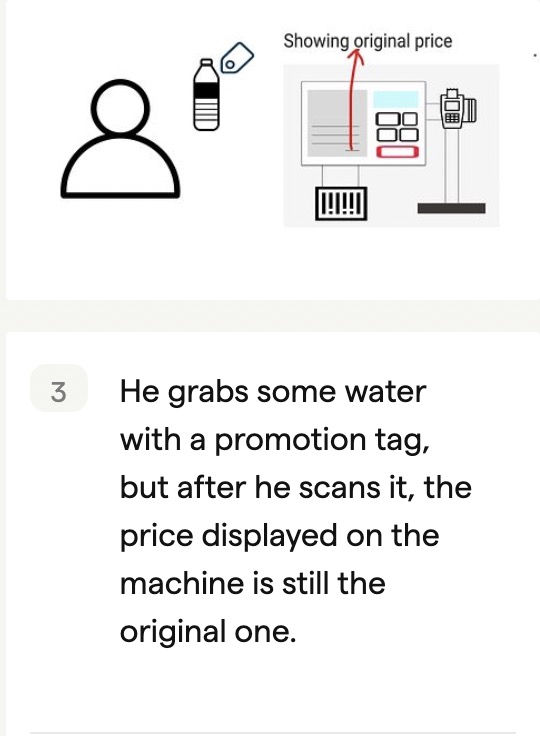 Showing original price
3
He grabs some water
with a promotion tag,
but after he scans it, the
price displayed on the
machine is still the
original one.